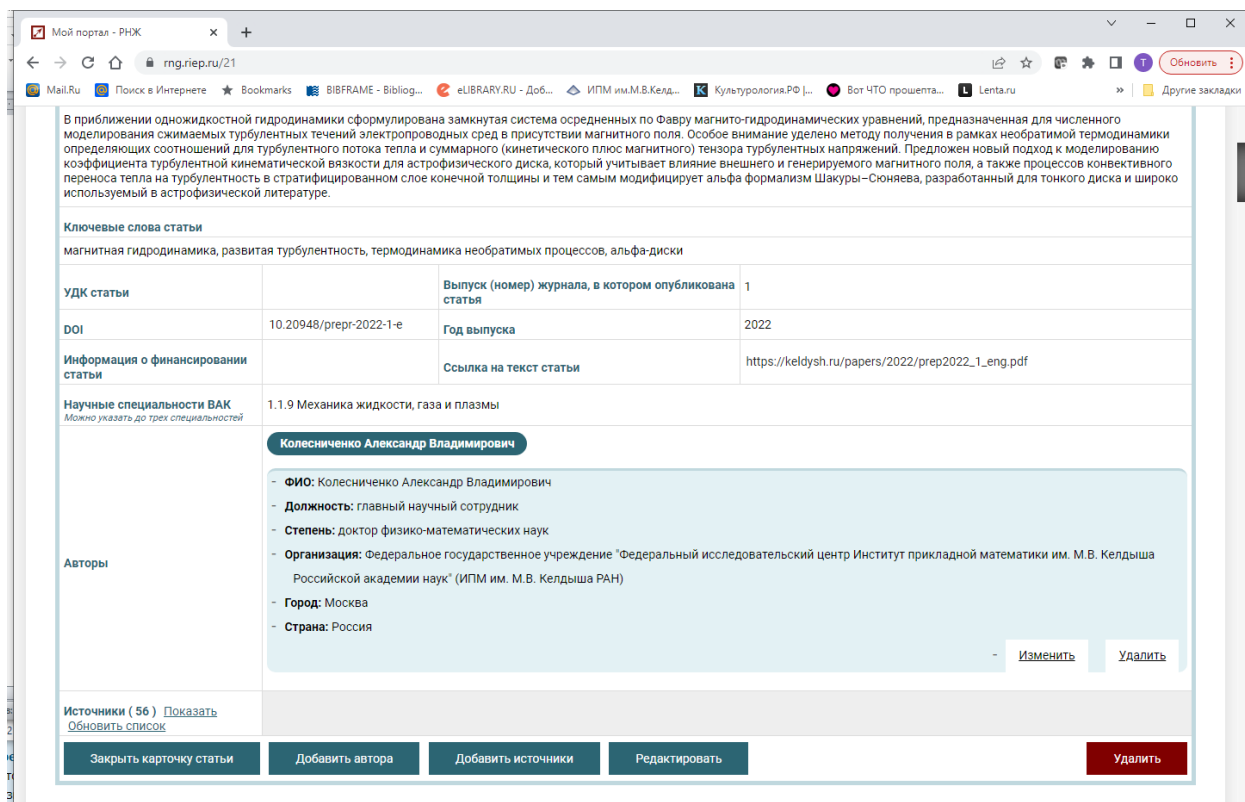 Мой портал - РНЖ
rng.riep.ru/21
Т
Обновить
Mail.Ru Поиск в Интернете Bookmarks BIBFRAME - Bibliog... eLIBRARY.RU - Доб... ИПМ им.М.В.Келд... Культурология.РФ |... Вот ЧТО прошепта... Lenta.ru » Другие закладки
В приближении одножидкостной гидродинамики сформулирована замкнутая система осредненных по Фавру магнито-гидродинамических уравнений, предназначенная для численного
моделирования сжимаемых турбулентных течений электропроводных сред в присутствии магнитного поля. Особое внимание уделено методу получения в рамках необратимой термодинамики
определяющих соотношений для турбулентного потока тепла и суммарного (кинетического плюс магнитного) тензора турбулентных напряжений. Предложен новый подход к моделированию
коэффициента турбулентной кинематической вязкости для астрофизического диска, который учитывает влияние внешнего и генерируемого магнитного поля, а также процессов конвективного
переноса тепла на турбулентность в стратифицированном слое конечной толщины и тем самым модифицирует альфа формализм Шакуры–Сюняева, разработанный для тонкого диска и широко
используемый в астрофизической литературе.
Ключевые слова статьи
магнитная гидродинамика, развитая турбулентность, термодинамика необратимых процессов, альфа-диски
УДК статьи
Выпуск (номер) журнала, в котором опубликована
статья
1
DOI
10.20948/prepr-2022-1-e
Год выпуска
2022
Информация о финансировании
статьи
Ссылка на текст статьи
https://keldysh.ru/papers/2022/prep2022_1_eng.pdf
Научные специальности ВАК
Можно указать до трех специальностей
1.1.9 Механика жидкости, газа и плазмы
Авторы
Колесниченко Александр Владимирович
- ФИО: Колесниченко Александр Владимирович
- Должность: главный научный сотрудник
- Степень: доктор физико-математических наук
- Организация: Федеральное государственное учреждение "Федеральный исследовательский центр Институт прикладной математики им. М.В. Келдыша
Российской академии наук" (ИПМ им. М.В. Келдыша РАН)
- Город: Москва
- Страна: Россия
- Изменить Удалить
Источники ( 56 ) Показать
Обновить список
Закрыть карточку статьи Добавить автора Добавить источники Редактировать Удалить